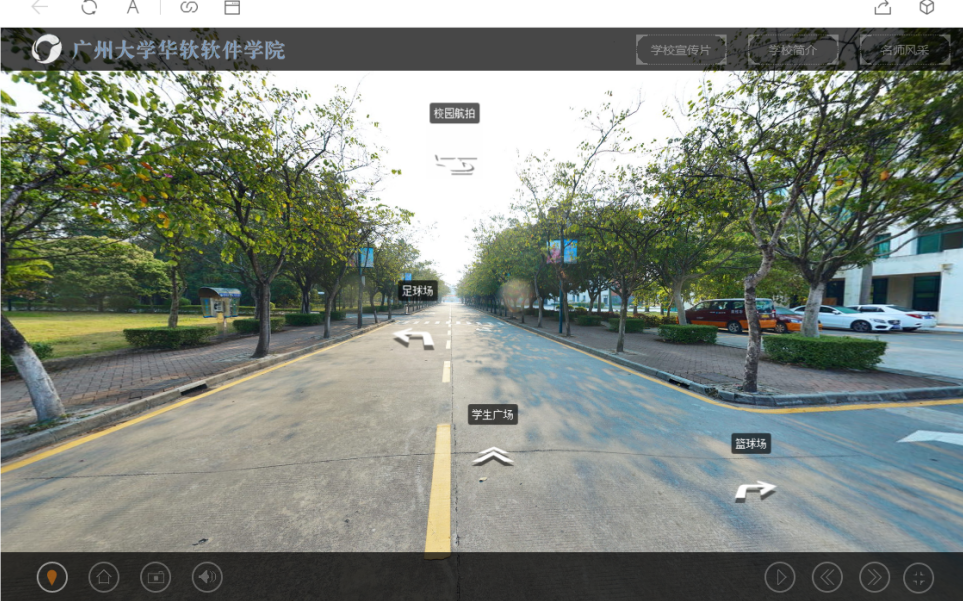 A
广州大学华软软件学院
学校宣传片
学校简介
名师风采
校园航拍
足球场
学生广场
篮球场